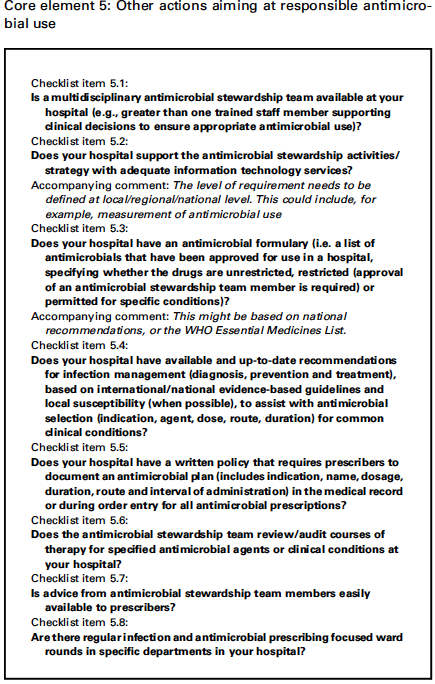 Core element 5: Other actions aiming at responsible antimicro-
bial use
Checklist item 5.1:
Is a multidisciplinary antimicrobial stewardship team available at your
hospital (e.g., greater than one trained staff member supporting
clinical decisions to ensure appropriate antimicrobial use)?
Checklist item 5.2:
Does your hospital support the antimicrobial stewardship activities/
strategy with adequate information technology services?
Accompanying comment: The level of requirement needs to be
defined at local/regional/national level. This could include, for
example, measurement of antimicrobial use
Checklist item 5.3:
Does your hospital have an antimicrobial formulary (i.e. a list of
antimicrobials that have been approved for use in a hospital,
specifying whether the drugs are unrestricted, restricted (approval
of an antimicrobial stewardship team member is required) or
permitted for specific conditions)?
Accompanying comment: This might be based on national
recommendations, or the WHO Essential Medicines List.
Checklist item 5.4:
Does your hospital have available and up-to-date recommendations
for infection management (diagnosis, prevention and treatment),
based on international/national evidence-based guidelines and
local susceptibility (when possible), to assist with antimicrobial
selection (indication, agent, dose, route, duration) for common
clinical conditions?
Checklist item 5.5:
Does your hospital have a written policy that requires prescribers to
document an antimicrobial plan (includes indication, name, dosage,
duration, route and interval of administration) in the medical record
or during order entry for all antimicrobial prescriptions?
Checklist item 5.6:
Does the antimicrobial stewardship team review/audit courses of
therapy for specified antimicrobial agents or clinical conditions at
your hospital?
Checklist item 5.7:
Is advice from antimicrobial stewardship team members easily
available to prescribers?
Checklist item 5.8:
Are there regular infection and antimicrobial prescribing focused ward
rounds in specific departments in your hospital?